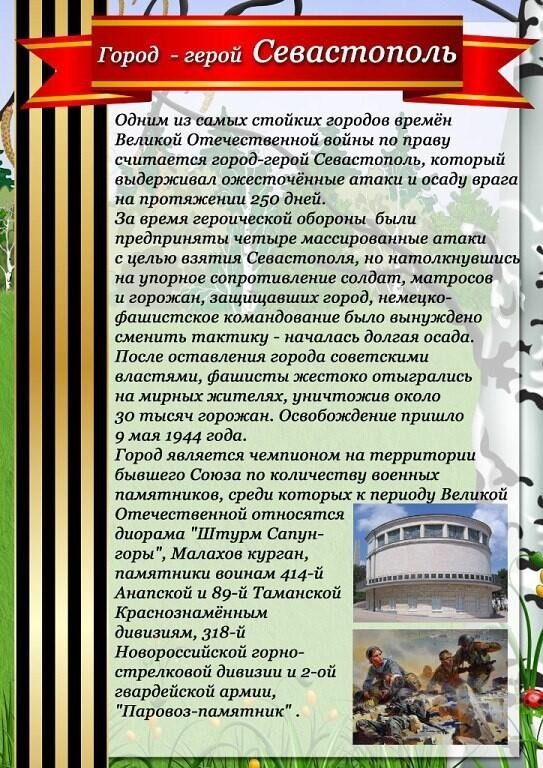 Город - герой Севастополь
Одним из самых стойких городов времён
Великой Отечественной войны по праву
считается город-герой Севастополь, который
выдерживал ожесточённые атаки и осаду врага
на протяжении 250 дней.
За время героической обороны были
предприняты четыре массированные атаки
с целью взятия Севастополя, но натолкнувшись
на упорное сопротивление солдат, матросов
и горожан, защищавших город, немецко-
фашистское командование было вынуждено
сменить тактику - началась долгая осада.
После оставления города советскими
властями, фашисты жестоко отыгрались
на мирных жителях, уничтожив около
30 тысяч горожан. Освобождение пришло
9 мая 1944 года.
Город является чемпионом на территории
бывшего Союза по количеству военных
памятников, среди которых к периоду Великой
Отечественной относятся
диорама "Штурм Сапун-
горы", Малахов курган,
памятники воинам 414-й
Анапской и 89-й Таманской
Краснознамённым
дивизиям, 318-й
Новороссийской горно-
стрелковой дивизии и 2-ой
гвардейской армии,
"Паровоз-памятник" .